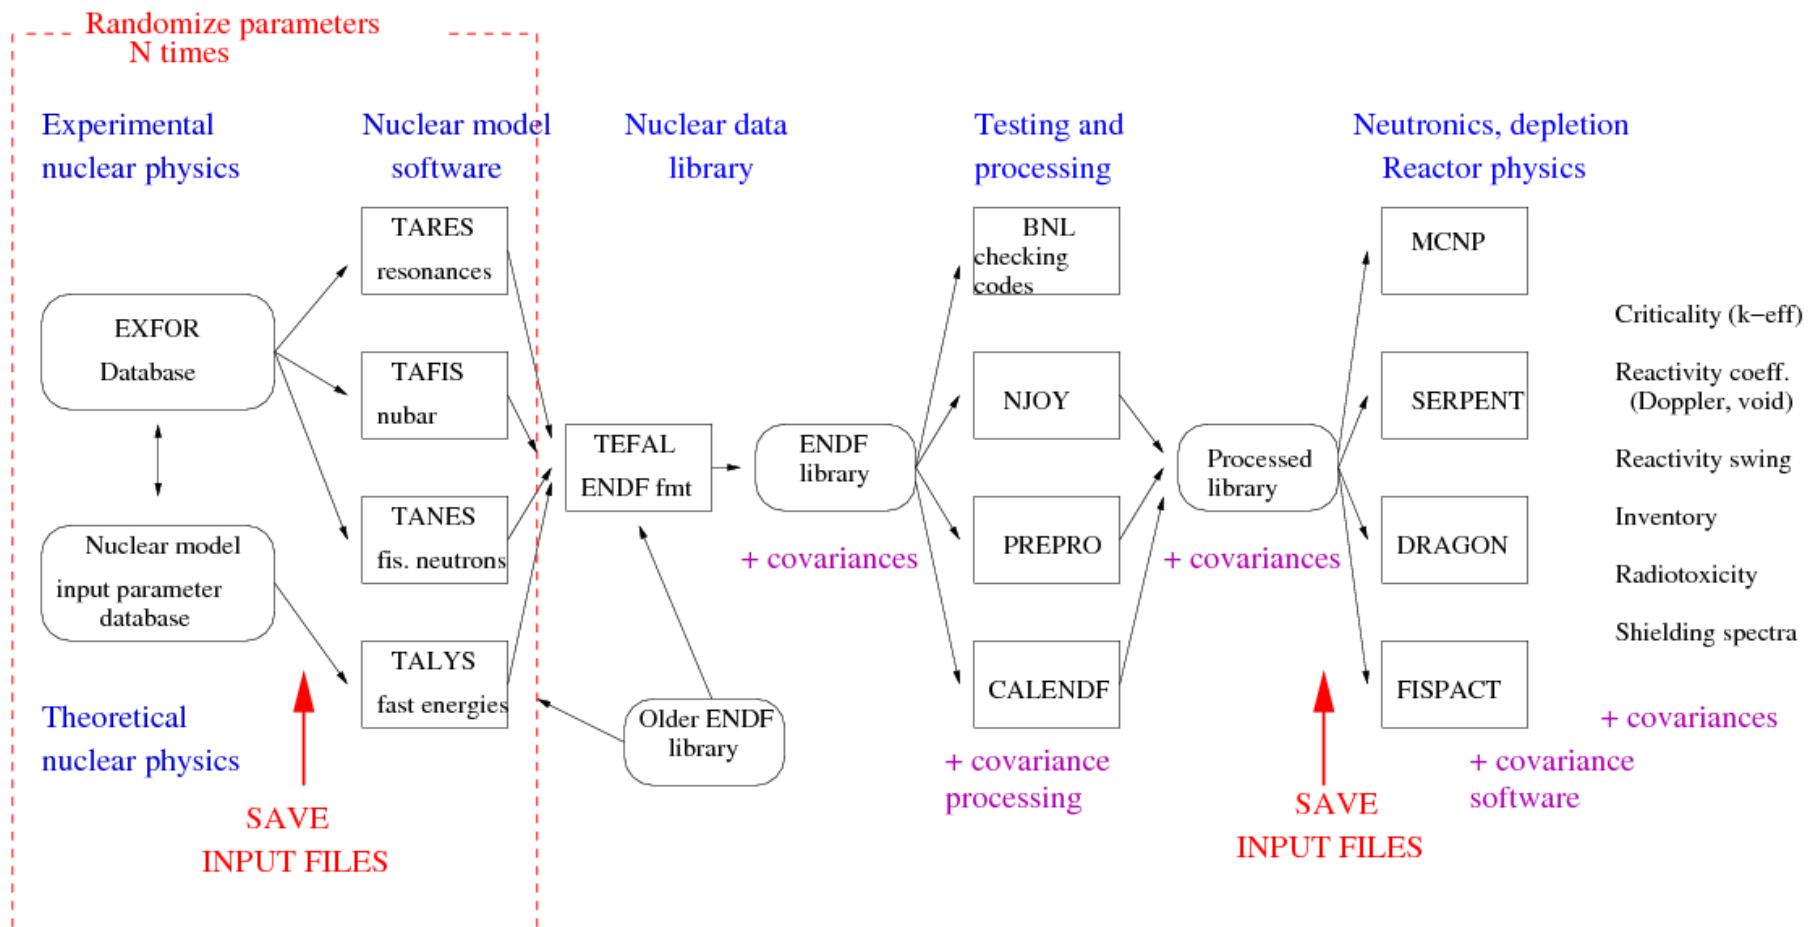 Randomize parameters
N times
Experimental
nuclear physics
Nuclear model
software
Nuclear data
library
Testing and
processing
Neutronics, depletion
Reactor physics
EXFOR
Database
Nuclear model
input parameter
database
Theoretical
nuclear physics
SAVE
INPUT FILES
TARES
resonances
TAFIS
nubar
TANES
fis. neutrons
TALYS
fast energies
TEFAL
ENDF fmt
Older ENDF
library
ENDF
library
+ covariances
BNL
checking
codes
NJOY
PREPRO
CALENDF
+ covariance
processing
Processed
library
+ covariances
SAVE
INPUT FILES
MCNP
SERPENT
DRAGON
FISPACT
+ covariance
software
Criticality (k−eff)
Reactivity coeff.
(Doppler, void)
Reactivity swing
Inventory
Radiotoxicity
Shielding spectra
+ covariances